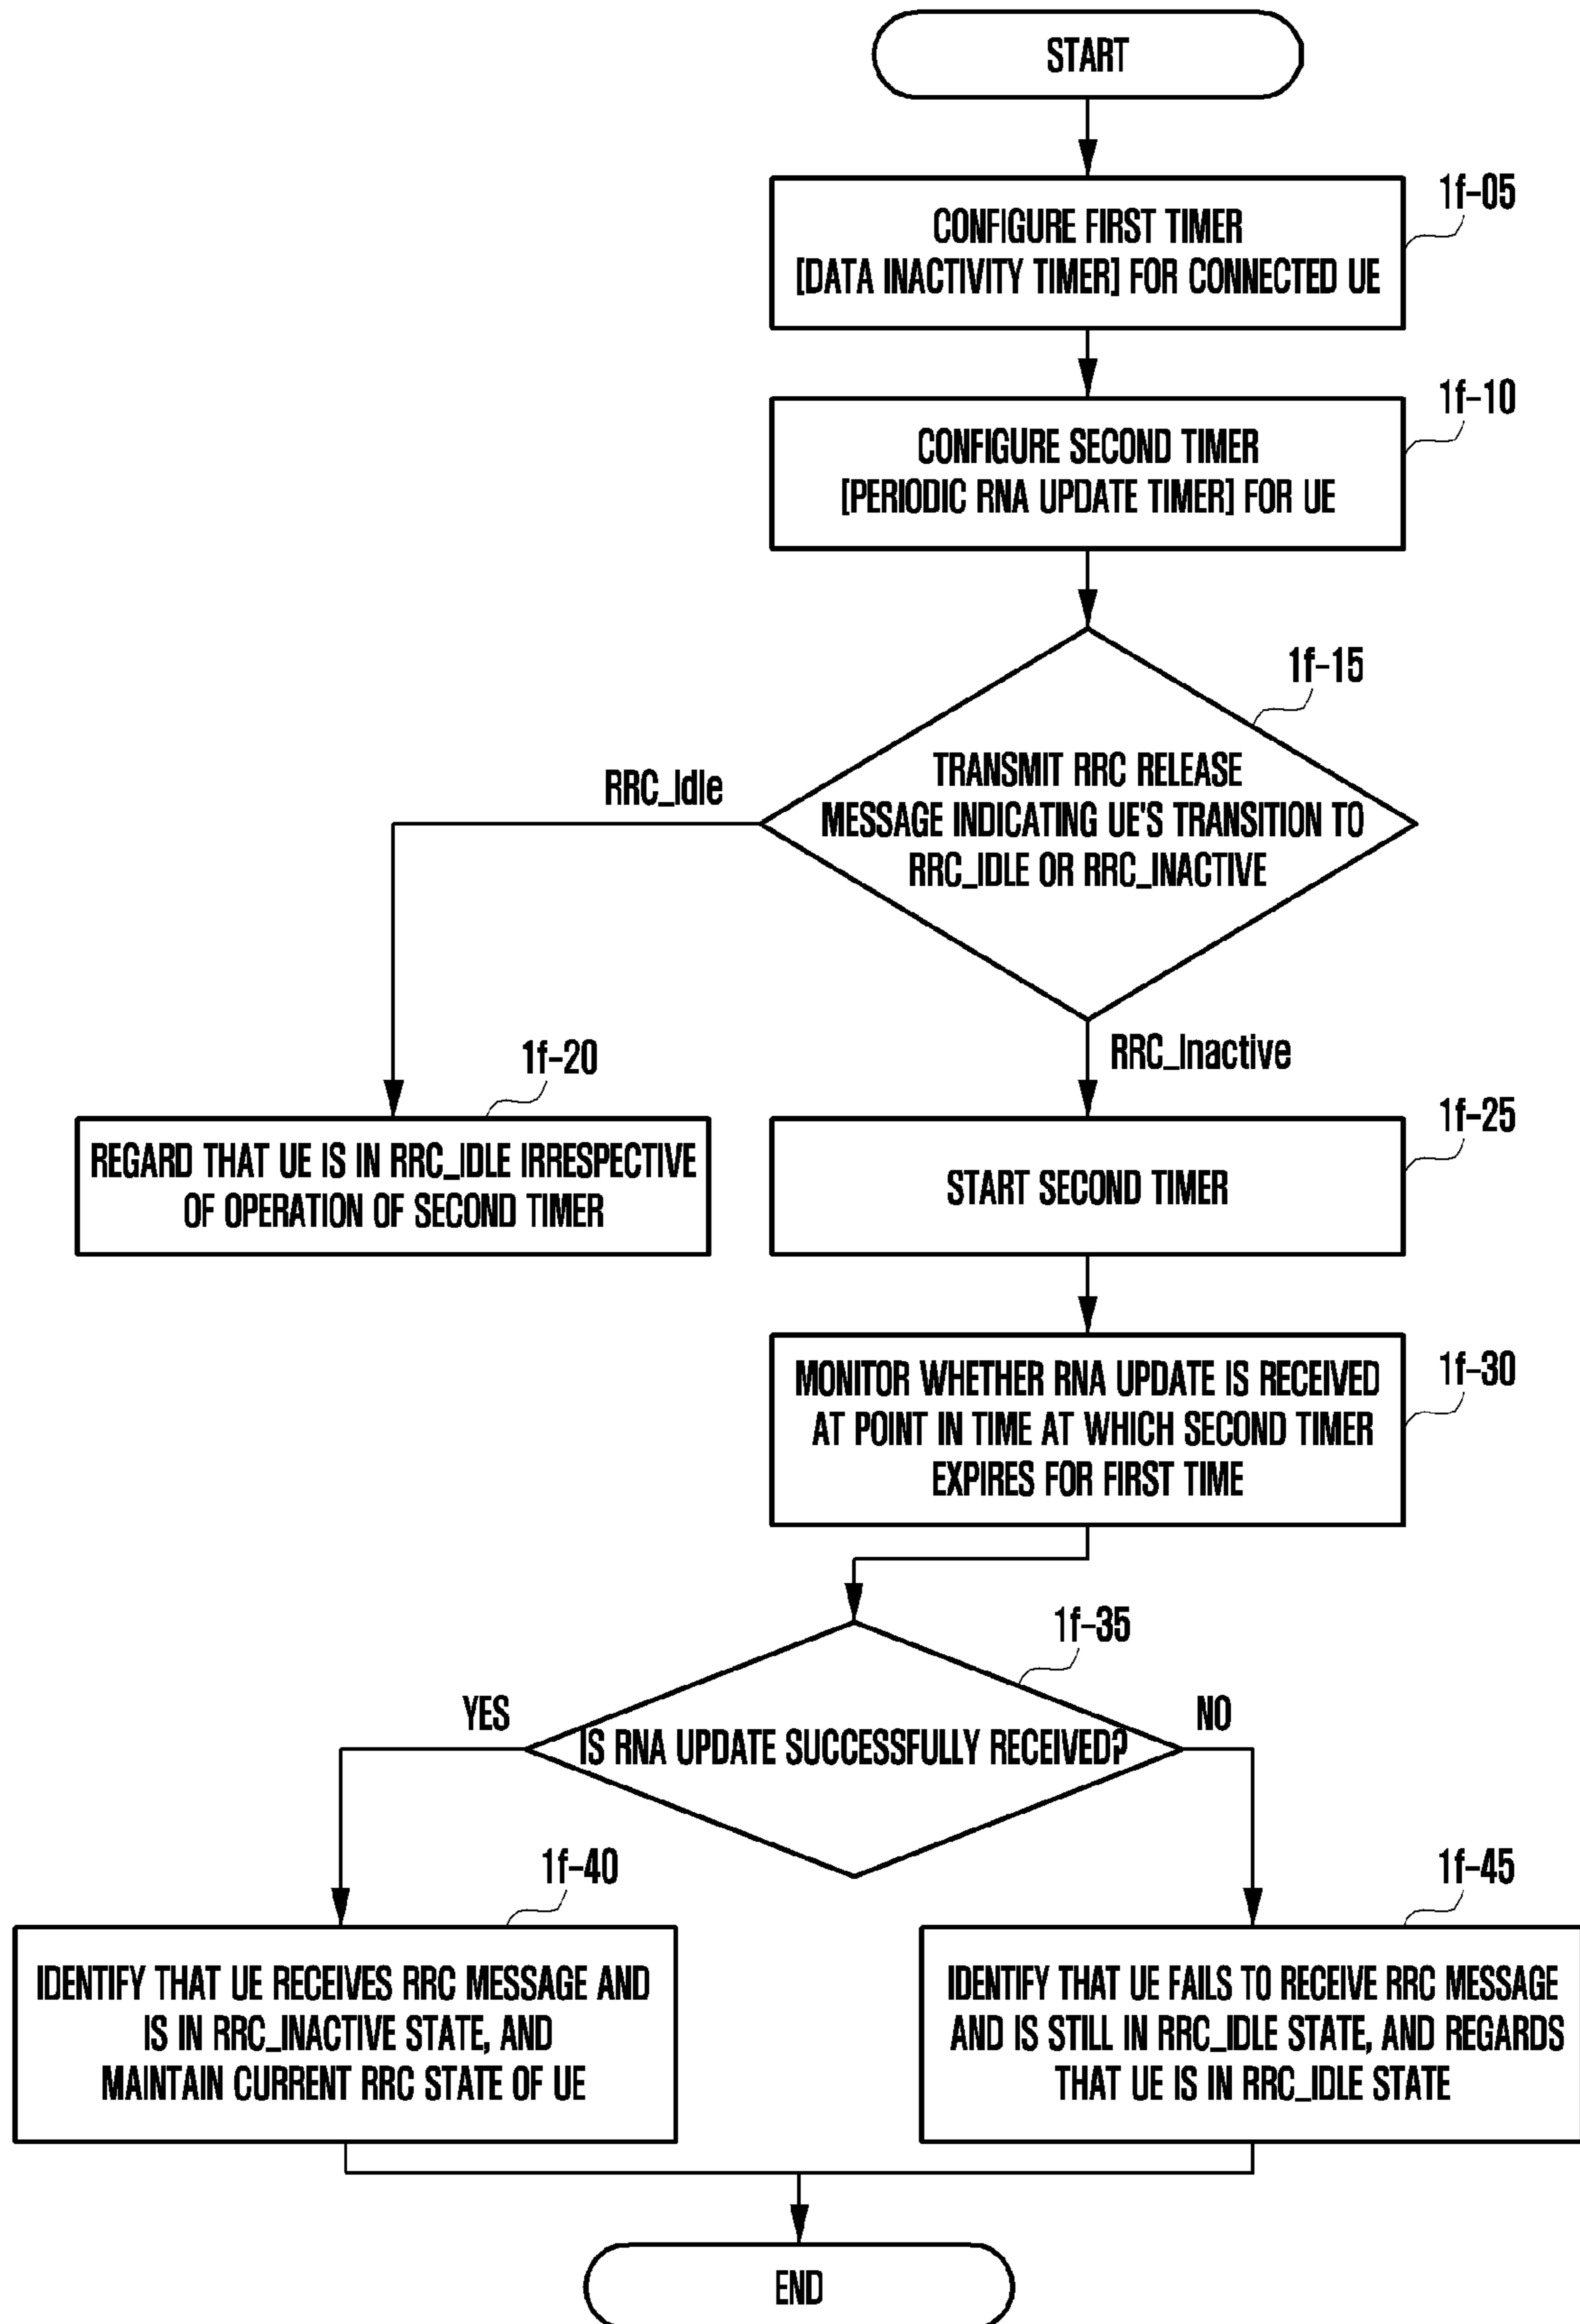 START
1f-05
CONFIGURE FIRST TIMER
[DATA INACTIVITY TIMER] FOR CONNECTED UE
1f-10
CONFIGURE SECOND TIMER
[PERIODIC RNA UPDATE TIMER] FOR UE
1f-15
TRANSMIT RRC RELEASE
MESSAGE INDICATING UE'S TRANSITION TO
RRC_IDLE OR RRC_INACTIVE
RRC_Idle
RRC_Inactive
1f-20
REGARD THAT UE IS IN RRC_IDLE IRRESPECTIVE
OF OPERATION OF SECOND TIMER
1f-25
START SECOND TIMER
1f-30
MONITOR WHETHER RNA UPDATE IS RECEIVED
AT POINT IN TIME AT WHICH SECOND TIMER
EXPIRES FOR FIRST TIME
1f-35
IS RNA UPDATE SUCCESSFULLY RECEIVED?
YES
NO
1f-40
IDENTIFY THAT UE RECEIVES RRC MESSAGE AND
IS IN RRC_INACTIVE STATE, AND
MAINTAIN CURRENT RRC STATE OF UE
1f-45
IDENTIFY THAT UE FAILS TO RECEIVE RRC MESSAGE
AND IS STILL IN RRC_IDLE STATE, AND REGARDS
THAT UE IS IN RRC_IDLE STATE
END